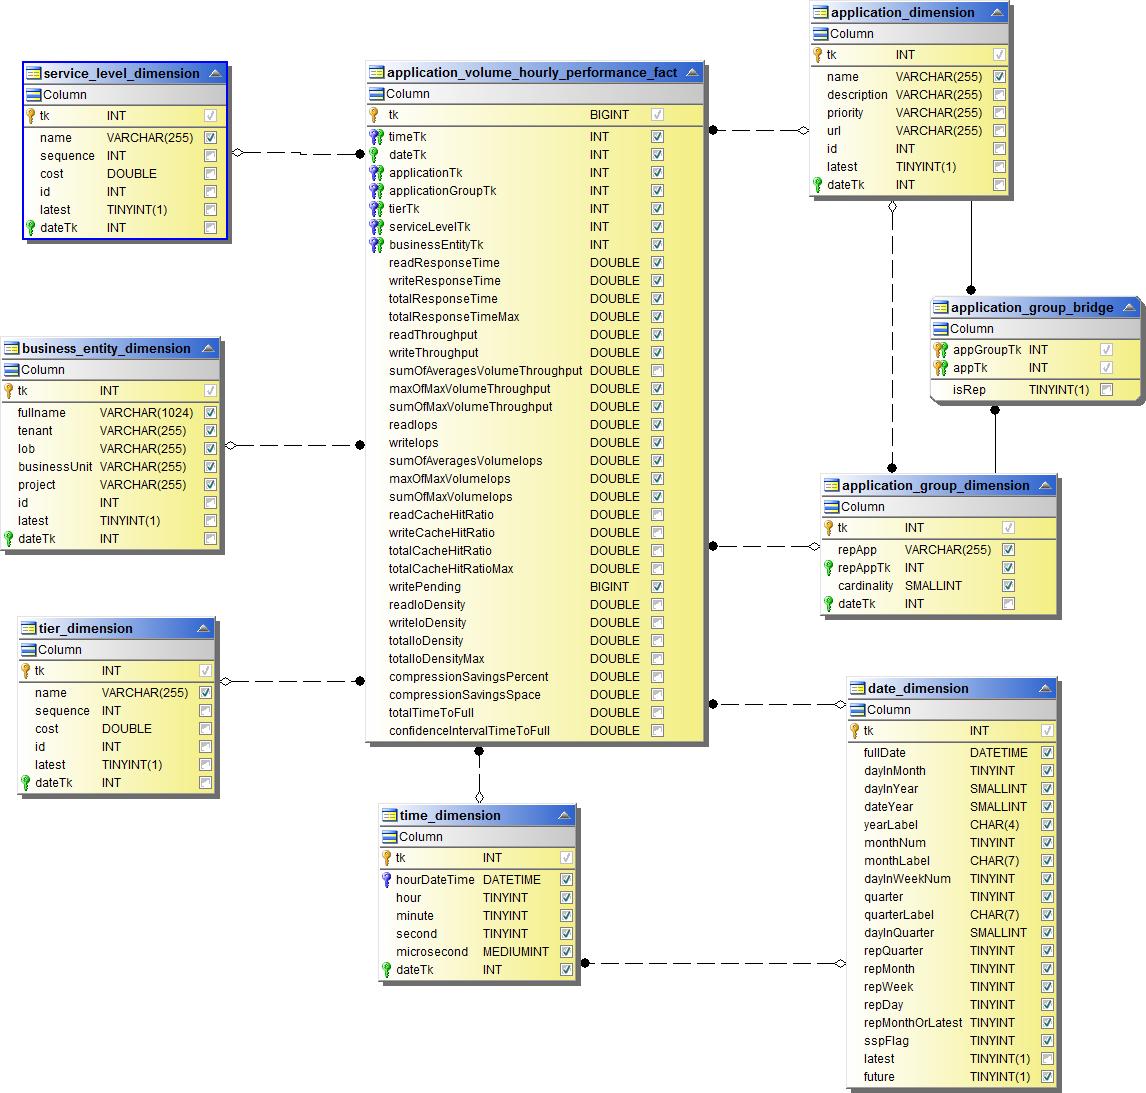 service_level_dimension
Column
tk INT
name VARCHAR(255)
sequence INT
cost DOUBLE
id INT
latest TINYINT(1)
dateTk INT
business_entity_dimension
Column
tk INT
fullname VARCHAR(1024)
tenant VARCHAR(255)
lob VARCHAR(255)
businessUnit VARCHAR(255)
project VARCHAR(255)
id INT
latest TINYINT(1)
dateTk INT
tier_dimension
Column
tk INT
name VARCHAR(255)
sequence INT
cost DOUBLE
id INT
latest TINYINT(1)
dateTk INT
application_volume_hourly_performance_fact
Column
tk BIGINT
timeTk INT
dateTk INT
applicationTk INT
applicationGroupTk INT
tierTk INT
serviceLevelTk INT
businessEntityTk INT
readResponseTime DOUBLE
writeResponseTime DOUBLE
totalResponseTime DOUBLE
totalResponseTimeMax DOUBLE
readThroughput DOUBLE
writeThroughput DOUBLE
sumOfAveragesVolumeThroughput DOUBLE
maxOfMaxVolumeThroughput DOUBLE
sumOfMaxVolumeThroughput DOUBLE
readIops DOUBLE
writeIops DOUBLE
sumOfAveragesVolumeIops DOUBLE
maxOfMaxVolumeIops DOUBLE
sumOfMaxVolumeIops DOUBLE
readCacheHitRatio DOUBLE
writeCacheHitRatio DOUBLE
totalCacheHitRatio DOUBLE
totalCacheHitRatioMax DOUBLE
writePending BIGINT
readIoDensity DOUBLE
writeIoDensity DOUBLE
totalIoDensity DOUBLE
totalIoDensityMax DOUBLE
compressionSavingsPercent DOUBLE
compressionSavingsSpace DOUBLE
totalTimeToFull DOUBLE
confidenceIntervalTimeToFull DOUBLE
time_dimension
Column
tk INT
hourDateTime DATETIME
hour TINYINT
minute TINYINT
second TINYINT
microsecond MEDIUMINT
dateTk INT
application_dimension
Column
tk INT
name VARCHAR(255)
description VARCHAR(255)
priority VARCHAR(255)
url VARCHAR(255)
id INT
latest TINYINT(1)
dateTk INT
application_group_bridge
Column
appGroupTk INT
appTk INT
isRep TINYINT(1)
application_group_dimension
Column
tk INT
repApp VARCHAR(255)
repAppTk INT
cardinality SMALLINT
dateTk INT
date_dimension
Column
tk INT
fullDate DATETIME
dayInMonth TINYINT
dayInYear SMALLINT
dateYear SMALLINT
yearLabel CHAR(4)
monthNum TINYINT
monthLabel CHAR(7)
dayInWeekNum TINYINT
quarter TINYINT
quarterLabel CHAR(7)
dayInQuarter SMALLINT
repQuarter TINYINT
repMonth TINYINT
repWeek TINYINT
repDay TINYINT
repMonthOrLatest TINYINT
sspFlag TINYINT
latest TINYINT(1)
future TINYINT(1)